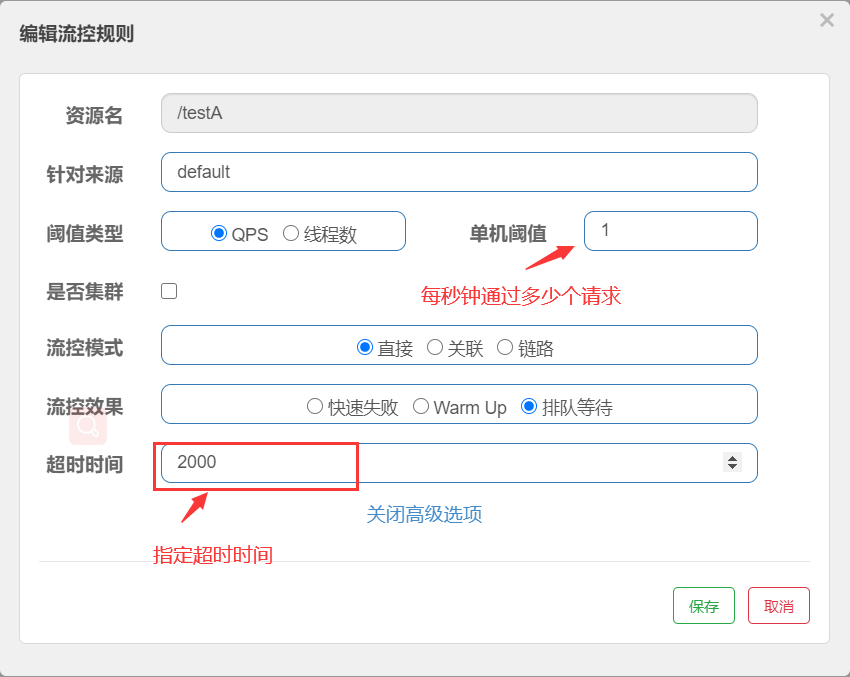 编辑流控规则
×
资源名 /testA
针对来源 default
阈值类型 QPS 线程数 单机阈值 1
每秒钟通过多少个请求
是否集群
流控模式 直接 关联 链路
流控效果 快速失败 Warm Up 排队等待
超时时间 2000
关闭高级选项
指定超时时间
保存 取消